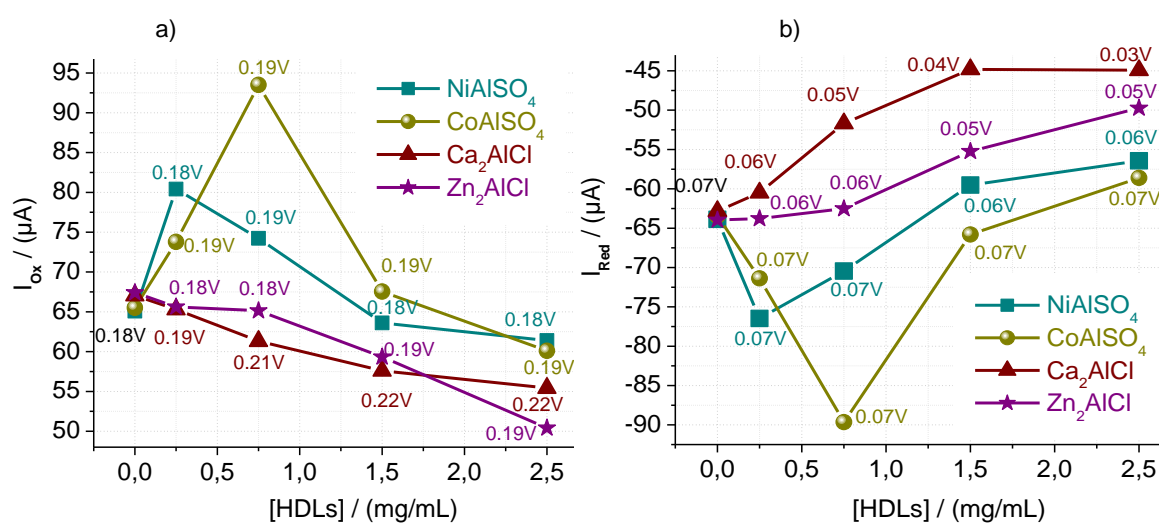 a)
95
90
85
80
75
70
65
60
55
50
I_Ox / (µA)
0.19V
0.18V
0.19V
0.19V
0.19V
0.18V
0.18V
0.18V
0.18V
0.18V
0.19V
0.21V
0.19V
0.19V
0.22V
0.22V
0.19V
NiAlSO₄
CoAlSO₄
Ca₂AlCl
Zn₂AlCl
0,0 0,5 1,0 1,5 2,0 2,5
[HDLs] / (mg/mL)
b)
-45
-50
-55
-60
-65
-70
-75
-80
-85
-90
I_Red / (µA)
0.04V
0.03V
0.05V
0.05V
0.06V
0.05V
0.07V
0.06V
0.06V
0.06V
0.06V
0.07V
0.07V
0.07V
0.07V
0.07V
0.07V
NiAlSO₄
CoAlSO₄
Ca₂AlCl
Zn₂AlCl
0,0 0,5 1,0 1,5 2,0 2,5
[HDLs] / (mg/mL)